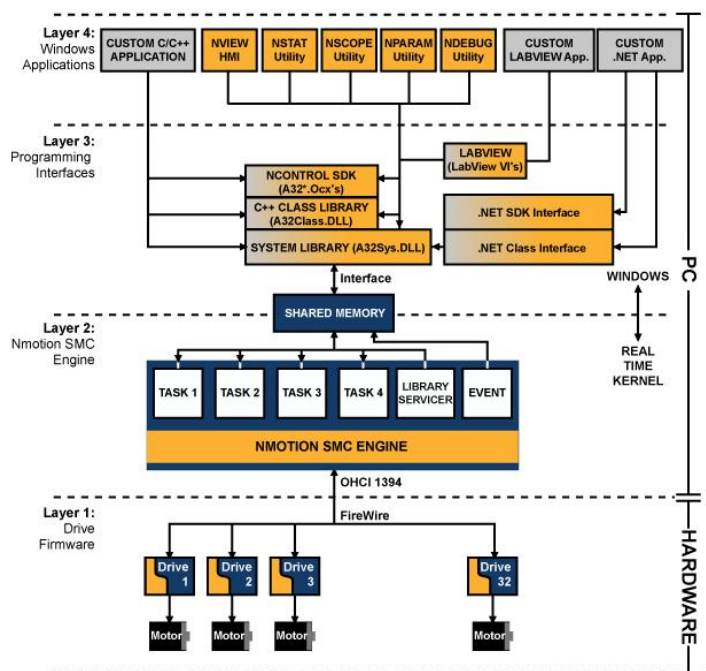 Layer 4:
Windows
Applications
CUSTOM C/C++
APPLICATION
NVIEW
HMI
NSTAT
Utility
NSCOPE
Utility
NPARAM
Utility
NDEBUG
Utility
CUSTOM
LABVIEW App.
CUSTOM
.NET App.
Layer 3:
Programming
Interfaces
LABVIEW
(LabView VI's)
NCONTROL SDK
(A32*.Ocx's)
C++ CLASS LIBRARY
(A32Class.DLL)
SYSTEM LIBRARY (A32Sys.DLL)
.NET SDK Interface
.NET Class Interface
Interface
PC
WINDOWS
SHARED MEMORY
Layer 2:
Nmotion SMC
Engine
REAL
TIME
KERNEL
TASK 1
TASK 2
TASK 3
TASK 4
LIBRARY
SERVICER
EVENT
NMOTION SMC ENGINE
OHCI 1394
Layer 1:
Drive
Firmware
FireWire
HARDWARE
Drive
1
Drive
2
Drive
3
Drive
32
Motor
Motor
Motor
Motor